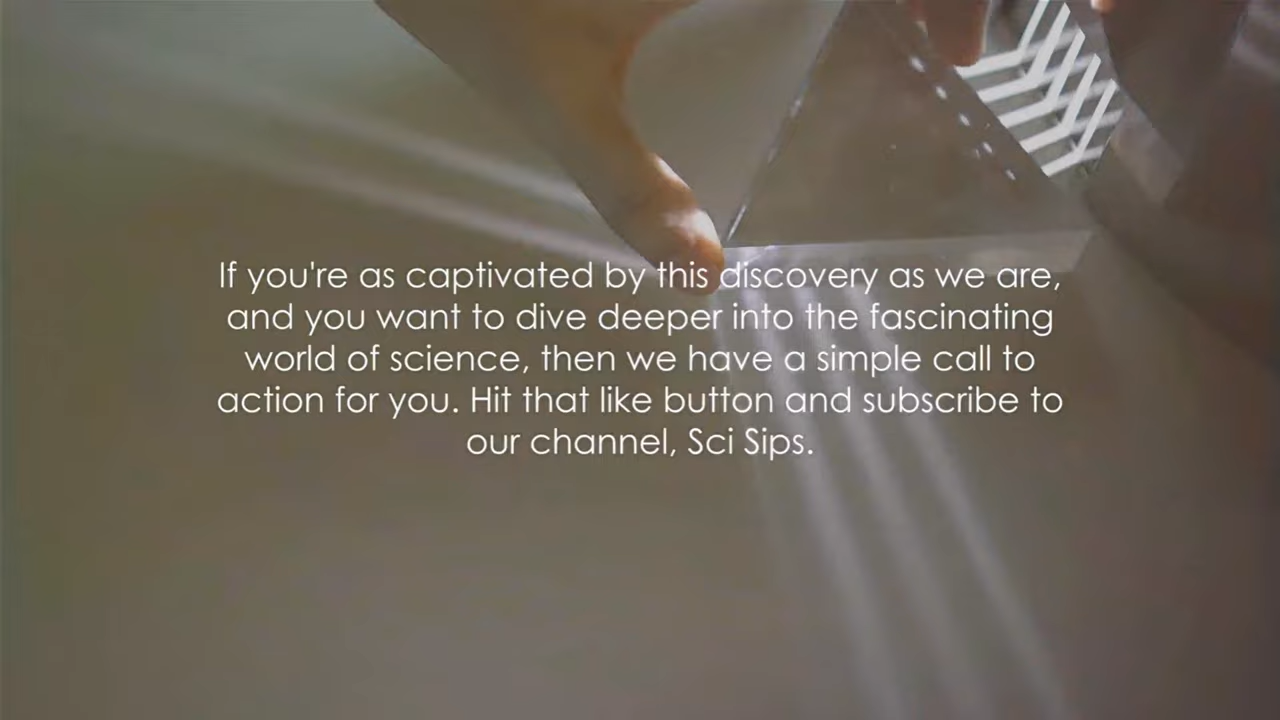 If you're as captivated by this discovery as we are,
and you want to dive deeper into the fascinating
world of science, then we have a simple call to
action for you. Hit that like button and subscribe to
our channel, Sci Sips.